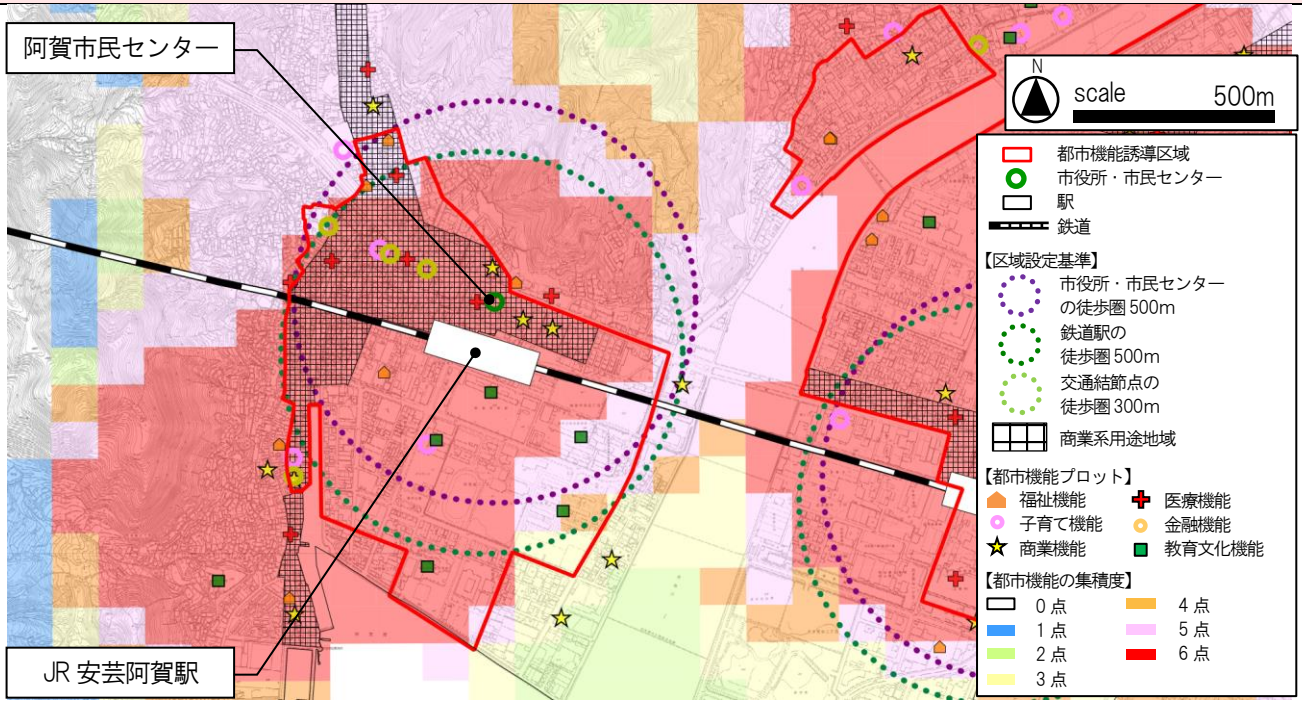 阿賀市民センター
JR 安芸阿賀駅
N
scale 500m
都市機能誘導区域
市役所・市民センター
駅
鉄道
【区域設定基準】
市役所・市民センター
の徒歩圏 500m
鉄道駅の
徒歩圏 500m
交通結節点の
徒歩圏 300m
商業系用途地域
【都市機能プロット】
福祉機能 医療機能
子育て機能 金融機能
商業機能 教育文化機能
【都市機能の集積度】
0 点 4 点
1 点 5 点
2 点 6 点
3 点